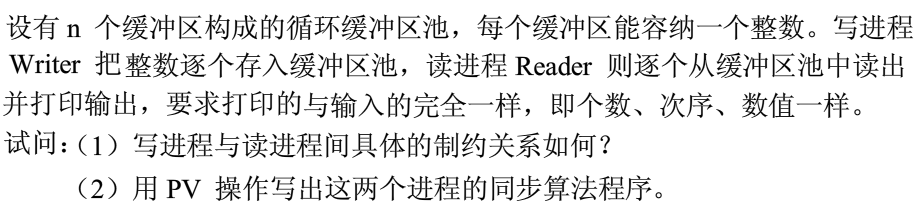 设有 n 个缓冲区构成的循环缓冲区池，每个缓冲区能容纳一个整数。写进程
Writer 把整数逐个存入缓冲区池，读进程 Reader 则逐个从缓冲区池中读出
并打印输出，要求打印的与输入的完全一样，即个数、次序、数值一样。
试问：（1）写进程与读进程间具体的制约关系如何？
（2）用 PV 操作写出这两个进程的同步算法程序。